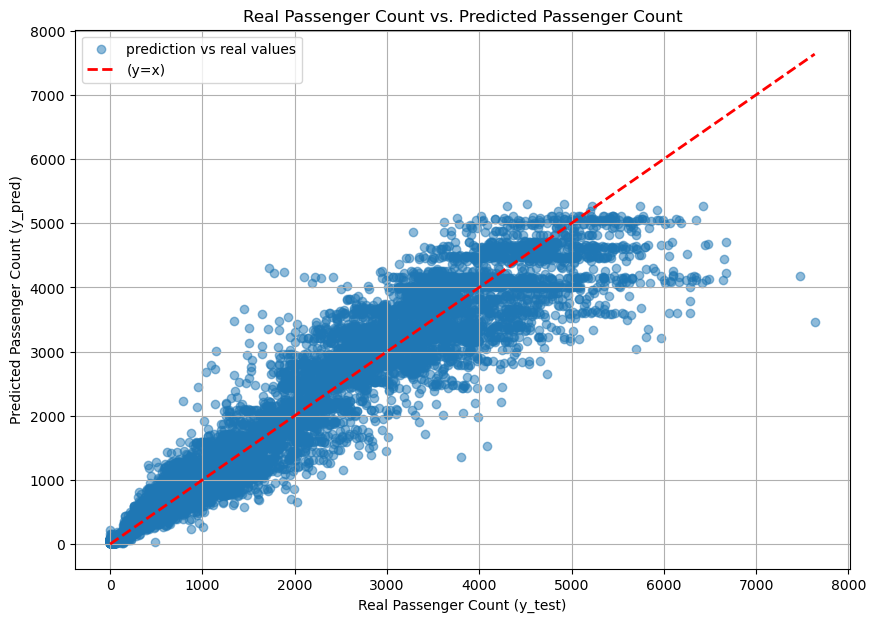 Real Passenger Count vs. Predicted Passenger Count
prediction vs real values
(y=x)
Predicted Passenger Count (y_pred)
8000
7000
6000
5000
4000
3000
2000
1000
0
0 1000 2000 3000 4000 5000 6000 7000 8000
Real Passenger Count (y_test)